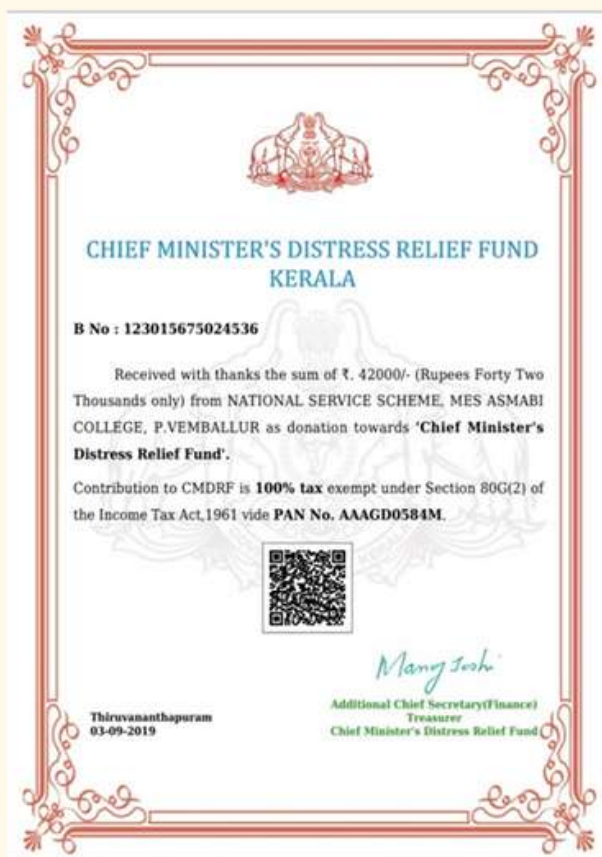 CHIEF MINISTER'S DISTRESS RELIEF FUND
KERALA
B No : 123015675024536
Received with thanks the sum of ₹. 42000/- (Rupees Forty Two
Thousands only) from NATIONAL SERVICE SCHEME, MES ASMABI
COLLEGE, P.VEMBALLUR as donation towards 'Chief Minister's
Distress Relief Fund'.
Contribution to CMDRF is 100% tax exempt under Section 80G(2) of
the Income Tax Act,1961 vide PAN No. AAAGD0584M.
Manoj Joshi
Additional Chief Secretary(Finance)
Treasurer
Chief Minister's Distress Relief Fund
Thiruvananthapuram
03-09-2019